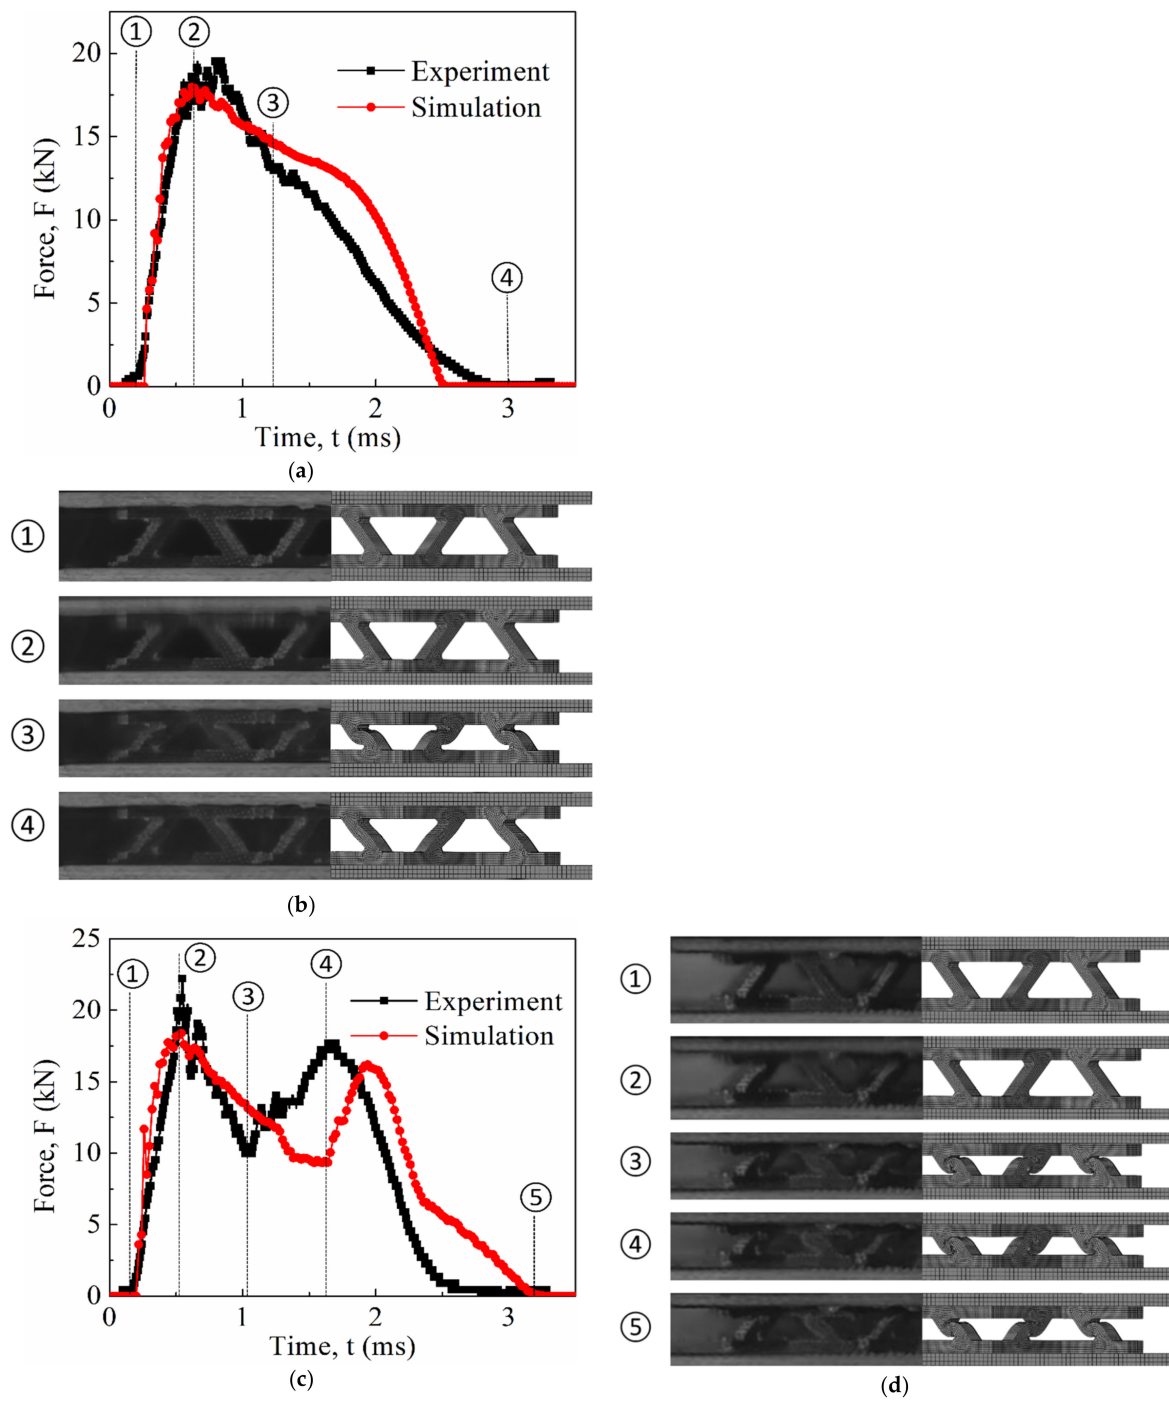 ① ② ③ ④
20
15
10
5
0
Force, F (kN)
Experiment
Simulation
0 1 2 3
Time, t (ms)
(a)
①
②
③
④
(b)
25
20
15
10
5
0
Force, F (kN)
① ② ③ ④ ⑤
Experiment
Simulation
0 1 2 3
Time, t (ms)
(c)
①
②
③
④
⑤
(d)